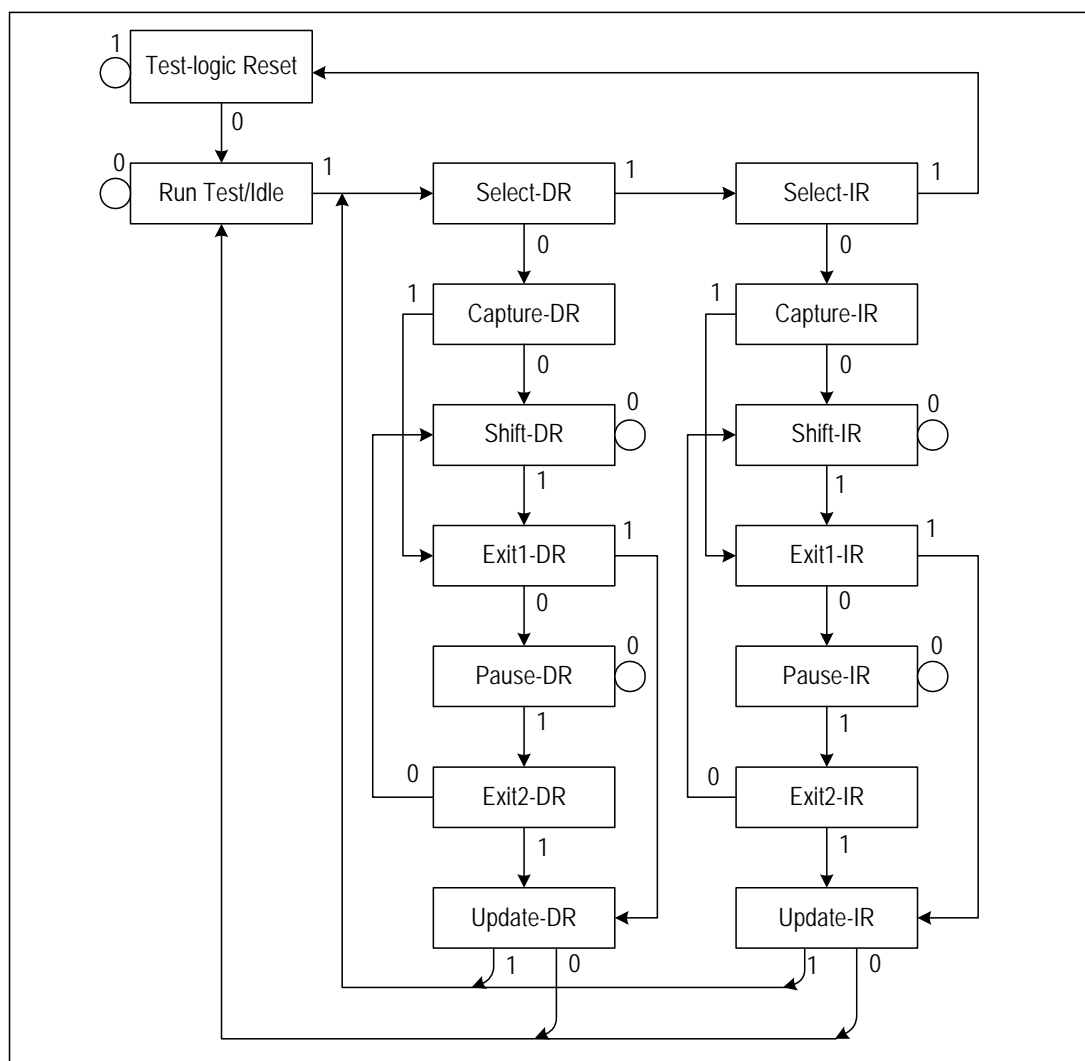 1
Test-logic Reset
0
0
Run Test/Idle
1
Select-DR
1
Select-IR
1
0
0
1
Capture-DR
1
Capture-IR
0
0
Shift-DR
0
Shift-IR
0
1
1
Exit1-DR
1
Exit1-IR
1
0
0
Pause-DR
0
Pause-IR
0
1
1
0
Exit2-DR
0
Exit2-IR
1
1
Update-DR
Update-IR
1
0
1
0